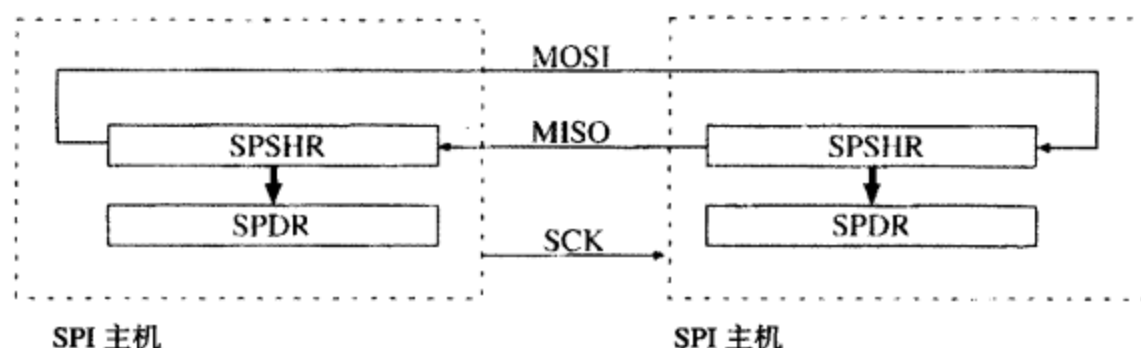 MOSI
SPSHR
MISO
SPSHR
SPDR
SCK
SPDR
SPI 主机
SPI 主机